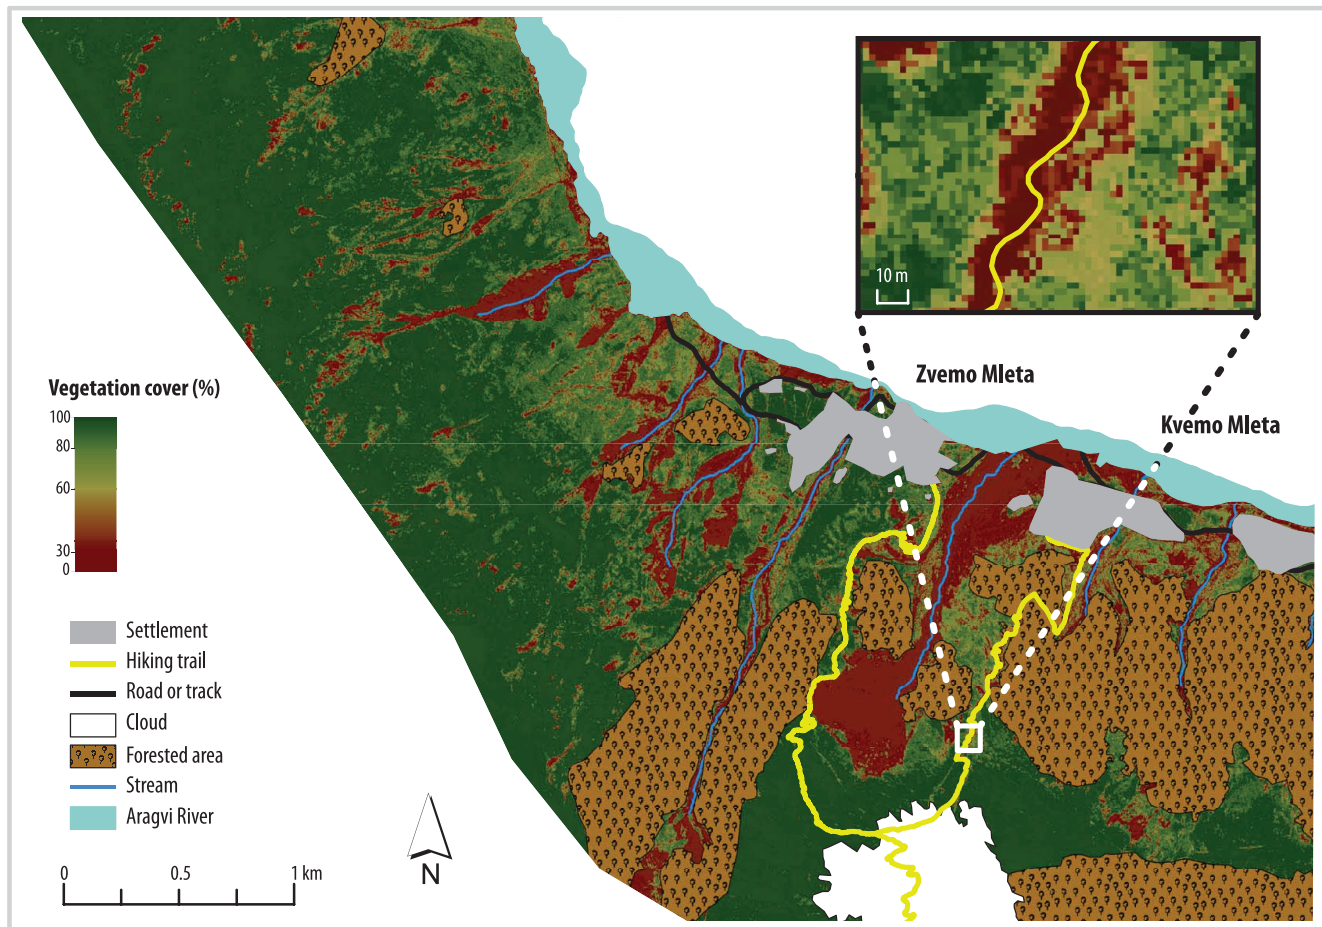 10 m
Zvemo Mleta
Kvemo Mleta
Vegetation cover (%)
100
80
60
30
0
Settlement
Hiking trail
Road or track
Cloud
Forested area
Stream
Aragvi River
0 0.5 1 km
N